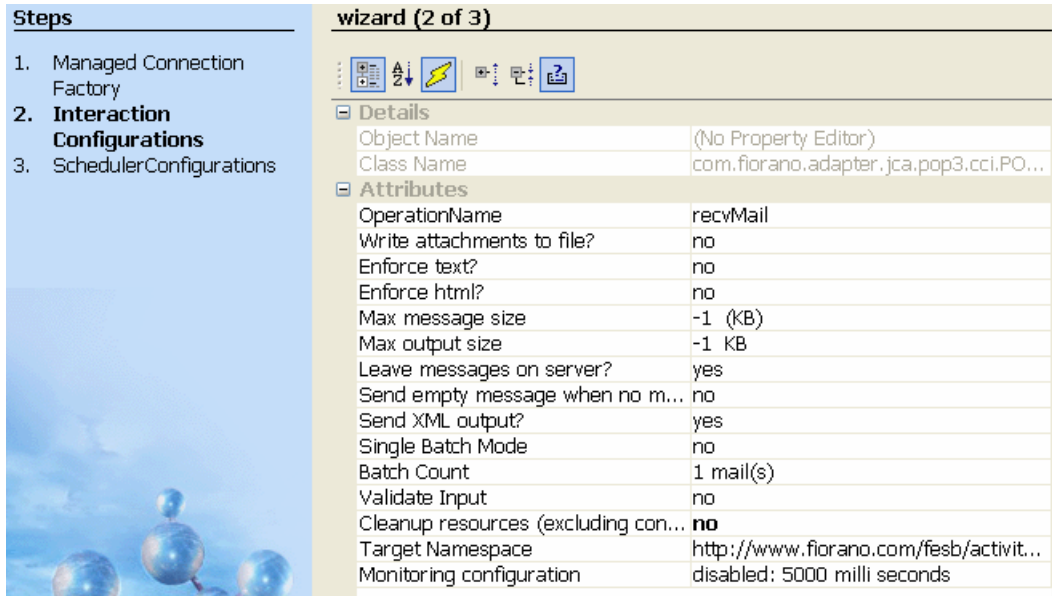 Steps
1. Managed Connection
Factory
2. Interaction
Configurations
3. SchedulerConfigurations
wizard (2 of 3)
Details
Object Name (No Property Editor)
Class Name com.fiorano.adapter.jca.pop3.cci.PO...
Attributes
OperationName recvMail
Write attachments to file? no
Enforce text? no
Enforce html? no
Max message size -1 (KB)
Max output size -1 KB
Leave messages on server? yes
Send empty message when no m... no
Send XML output? yes
Single Batch Mode no
Batch Count 1 mail(s)
Validate Input no
Cleanup resources (excluding con... no
Target Namespace http://www.fiorano.com/fesb/activit...
Monitoring configuration disabled: 5000 milli seconds